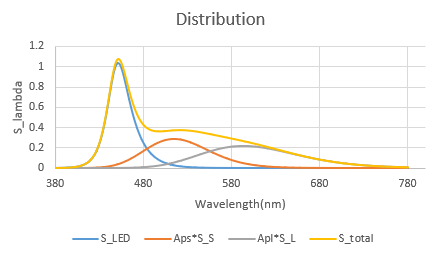 Distribution
1.2
1
0.8
0.6
0.4
0.2
0
S_lambda
380 480 580 680 780
Wavelength(nm)
S_LED Aps*S_S Apl*S_L S_total